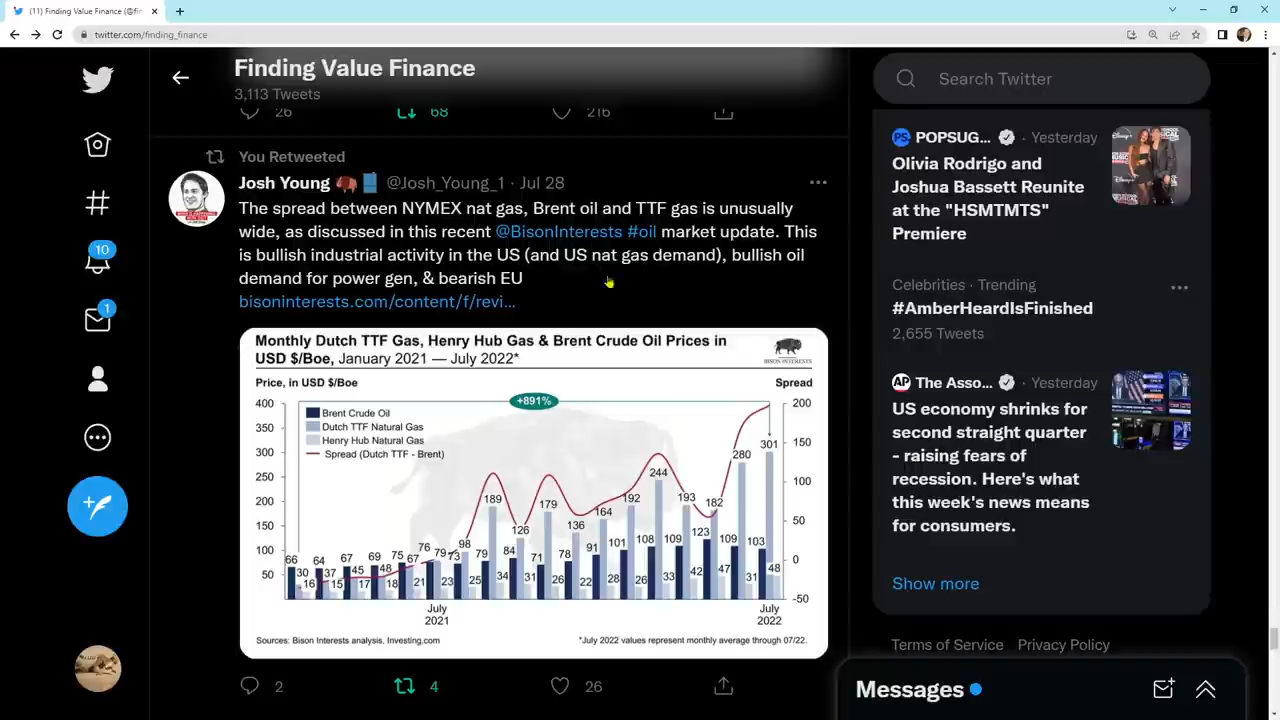 (11) Finding Value Finance (@fin
twitter.com/finding_finance
Finding Value Finance
3,113 Tweets
26 68 216
You Retweeted
Josh Young @Josh_Young_1 · Jul 28
The spread between NYMEX nat gas, Brent oil and TTF gas is unusually
wide, as discussed in this recent @BisonInterests #oil market update. This
is bullish industrial activity in the US (and US nat gas demand), bullish oil
demand for power gen, & bearish EU
bisoninterests.com/content/f/revi...
Monthly Dutch TTF Gas, Henry Hub Gas & Brent Crude Oil Prices in
USD $/Boe, January 2021 — July 2022*
BISON INTERESTS
Price, in USD $/Boe
Spread
+891%
400
350
300
250
200
150
100
50
Brent Crude Oil
Dutch TTF Natural Gas
Henry Hub Natural Gas
Spread (Dutch TTF - Brent)
200
150
100
50
0
-50
66 30 16
64 37 15
67 45 17
69 48 18
75 67 21
76 79 23
73 98 25
79 189 34
84 126 31
71 179 26
78 136 22
91 164 28
101 192 26
108 244 33
109 193 42
123 182 47
109 280 31
103 301 48
July
2021
July
2022
Sources: Bison Interests analysis, Investing.com
*July 2022 values represent monthly average through 07/22.
2 4 26
10
1
Search Twitter
PS POPSUG... · Yesterday
Olivia Rodrigo and
Joshua Bassett Reunite
at the "HSMTMTS"
Premiere
Celebrities · Trending
#AmberHeardIsFinished
2,655 Tweets
AP The Asso... · Yesterday
US economy shrinks for
second straight quarter
- raising fears of
recession. Here's what
this week's news means
for consumers.
Show more
Terms of Service Privacy Policy
Messages